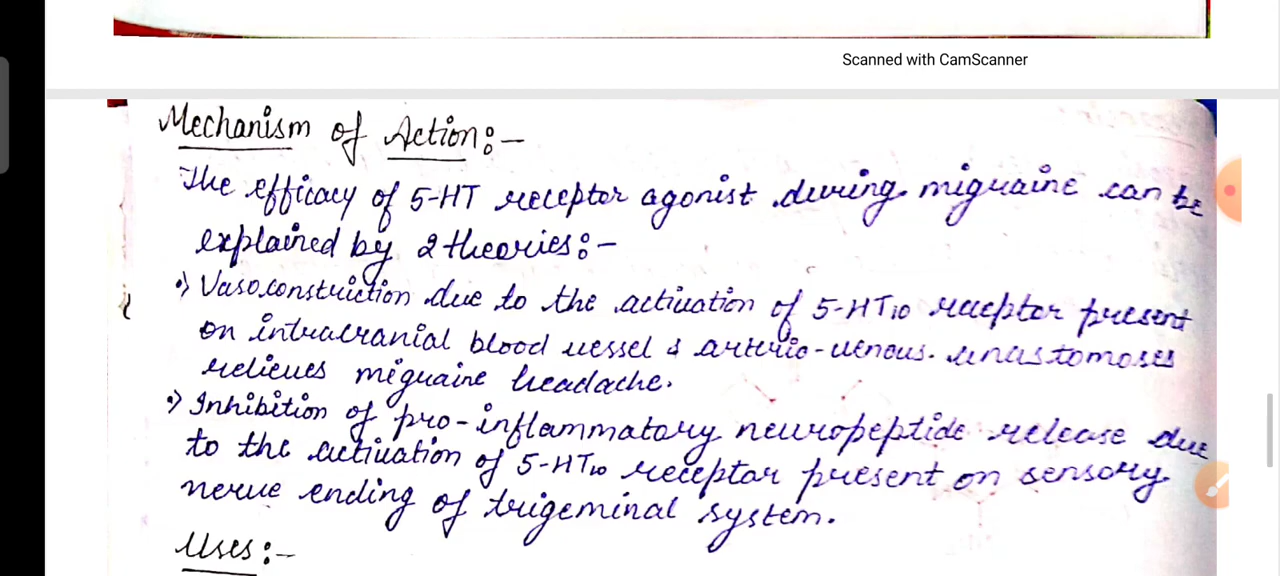 Scanned with CamScanner
Mechanism of Action:-
The efficacy of 5-HT receptor agonist during migraine can be
explained by 2 theories:-
•) Vasoconstriction due to the activation of 5-HT1D receptor present
on intracranial blood vessel & arterio-venous. anastomoses
relieves migraine headache.
•) Inhibition of pro-inflammatory neuropeptide release due
to the activation of 5-HT1D receptor present on sensory
nerve ending of trigeminal system.
Uses:-